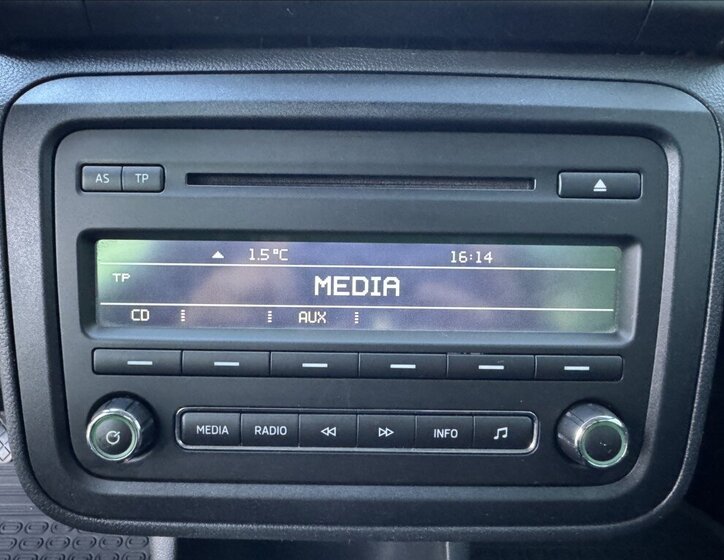 AS TP
1.5°C 16:14
TP
MEDIA
CD AUX
MEDIA RADIO INFO